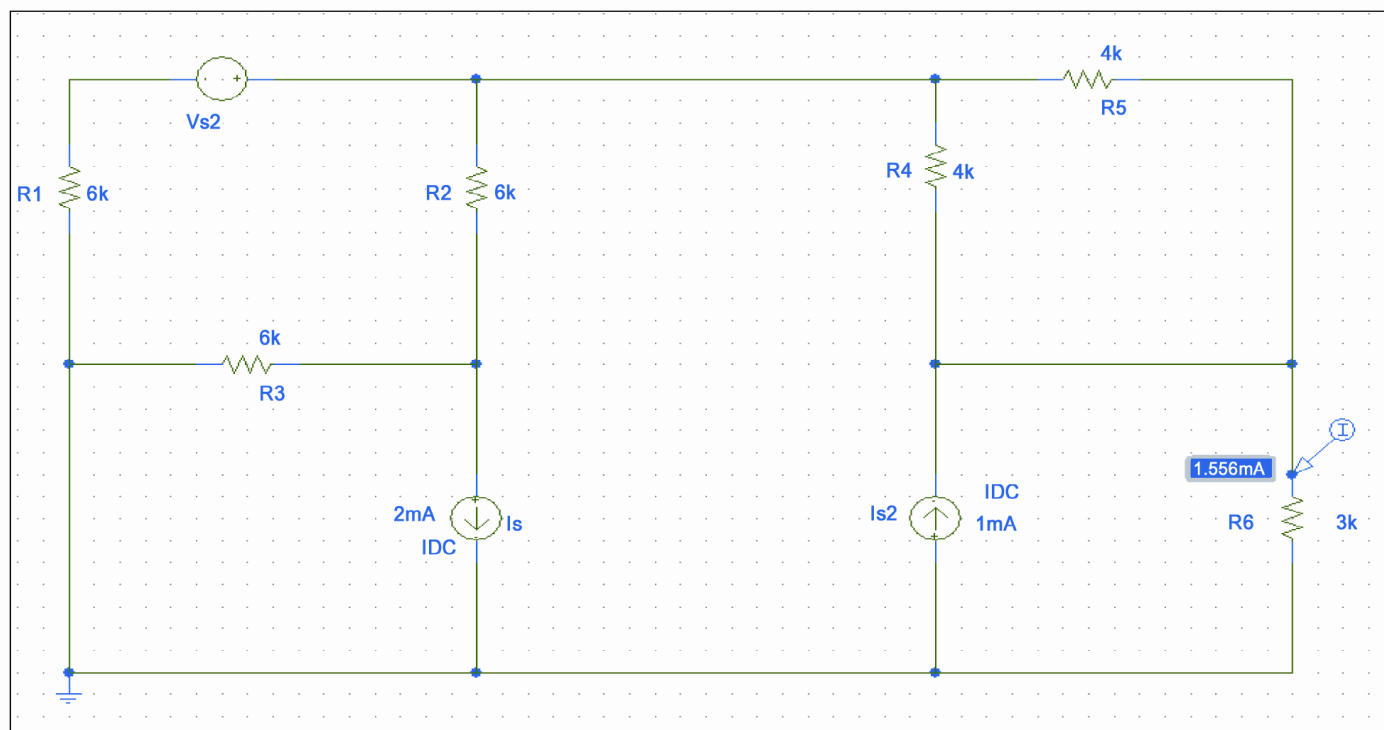 4k
R5
Vs2
R1
6k
R2
6k
R4
4k
6k
R3
1.556mA
2mA
Is
IDC
Is2
IDC
1mA
I
R6
3k